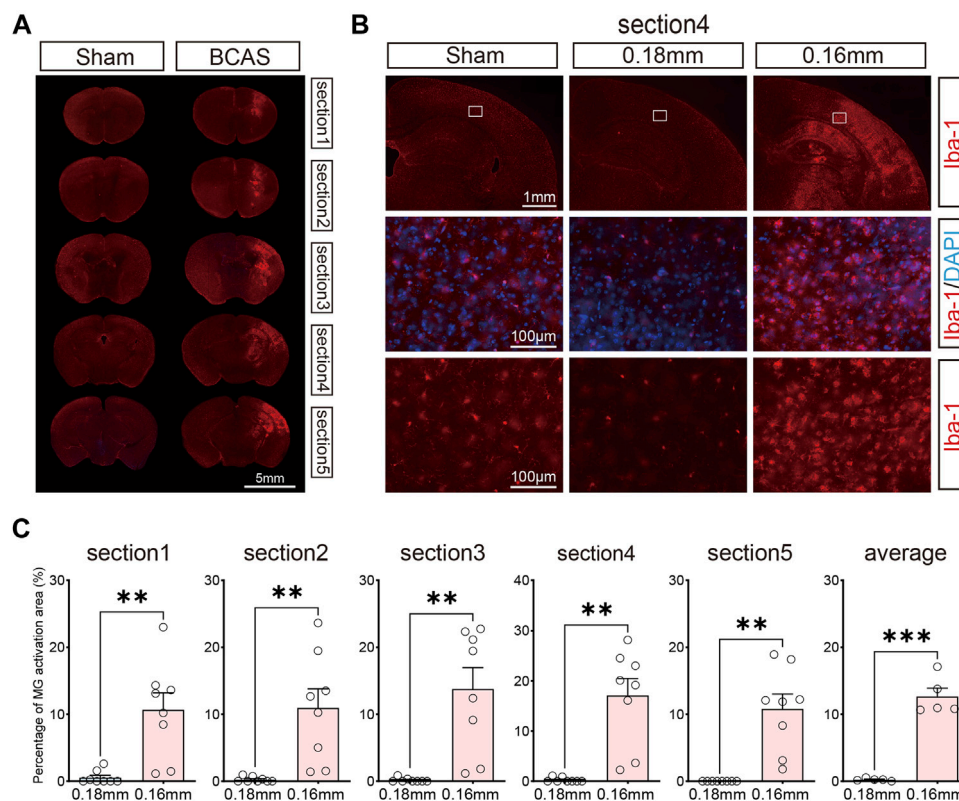 A
Sham
BCAS
section1
section2
section3
section4
section5
5mm
B
section4
Sham
0.18mm
0.16mm
1mm
Iba-1
100μm
Iba-1/DAPI
100μm
Iba-1
C
section1
section2
section3
section4
section5
average
Percentage of MG activation area (%)
30
20
10
0
**
0.18mm 0.16mm
30
20
10
0
**
0.18mm 0.16mm
30
20
10
0
**
0.18mm 0.16mm
40
30
20
10
0
**
0.18mm 0.16mm
30
20
10
0
**
0.18mm 0.16mm
30
20
10
0
***
0.18mm 0.16mm